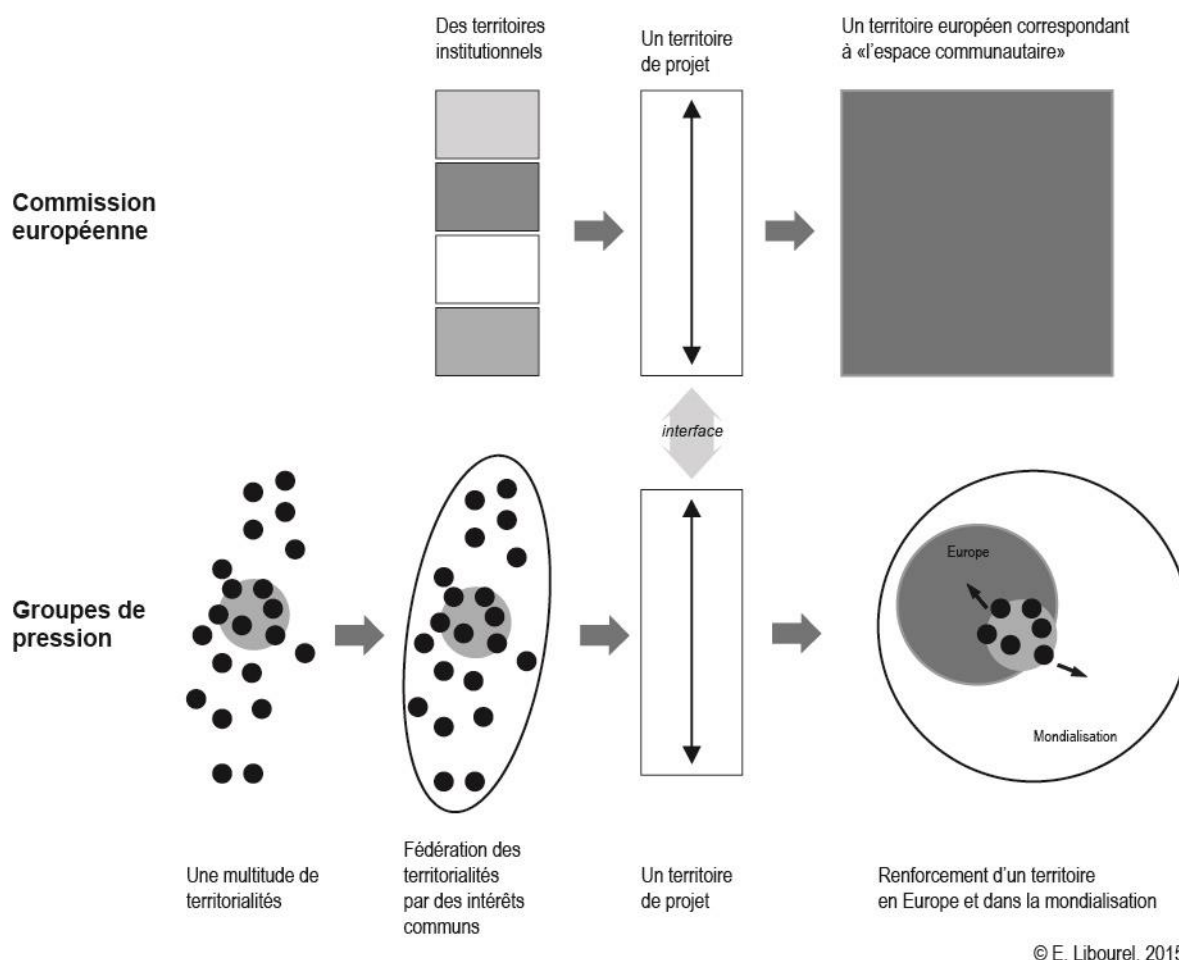 Des territoires
institutionnels
Un territoire
de projet
Un territoire européen correspondant
à «l'espace communautaire»
Commission
européenne
interface
Groupes de
pression
Europe
Mondialisation
Une multitude de
territorialités
Fédération des
territorialités
par des intérêts
communs
Un territoire
de projet
Renforcement d'un territoire
en Europe et dans la mondialisation
© E. Libourel, 2015